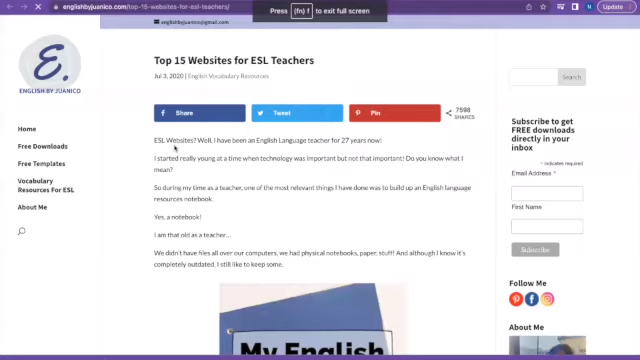 englishbyjuanico.com/top-15-websites-for-esl-teachers/
Press (fn) f to exit full screen
Update
englishbyjuanico@gmail.com
E.
ENGLISH BY JUANICO
Home
Free Downloads
Free Templates
Vocabulary
Resources For ESL
About Me
Top 15 Websites for ESL Teachers
Jul 3, 2020 | English Vocabulary Resources
Share
Tweet
Pin
7598
SHARES
ESL Websites? Well, I have been an English Language teacher for 27 years now!
I started really young at a time when technology was important but not that important! Do you know what I
mean?
So during my time as a teacher, one of the most relevant things I have done was to build up an English language
resources notebook.
Yes, a notebook!
I am that old as a teacher…
We didn't have files all over our computers, we had physical notebooks, paper, stuff! And although I know it's
completely outdated, I still like to keep some.
My English
Search
Subscribe to get
FREE downloads
directly in your
inbox
* indicates required
Email Address *
First Name
Subscribe
Follow Me
About Me